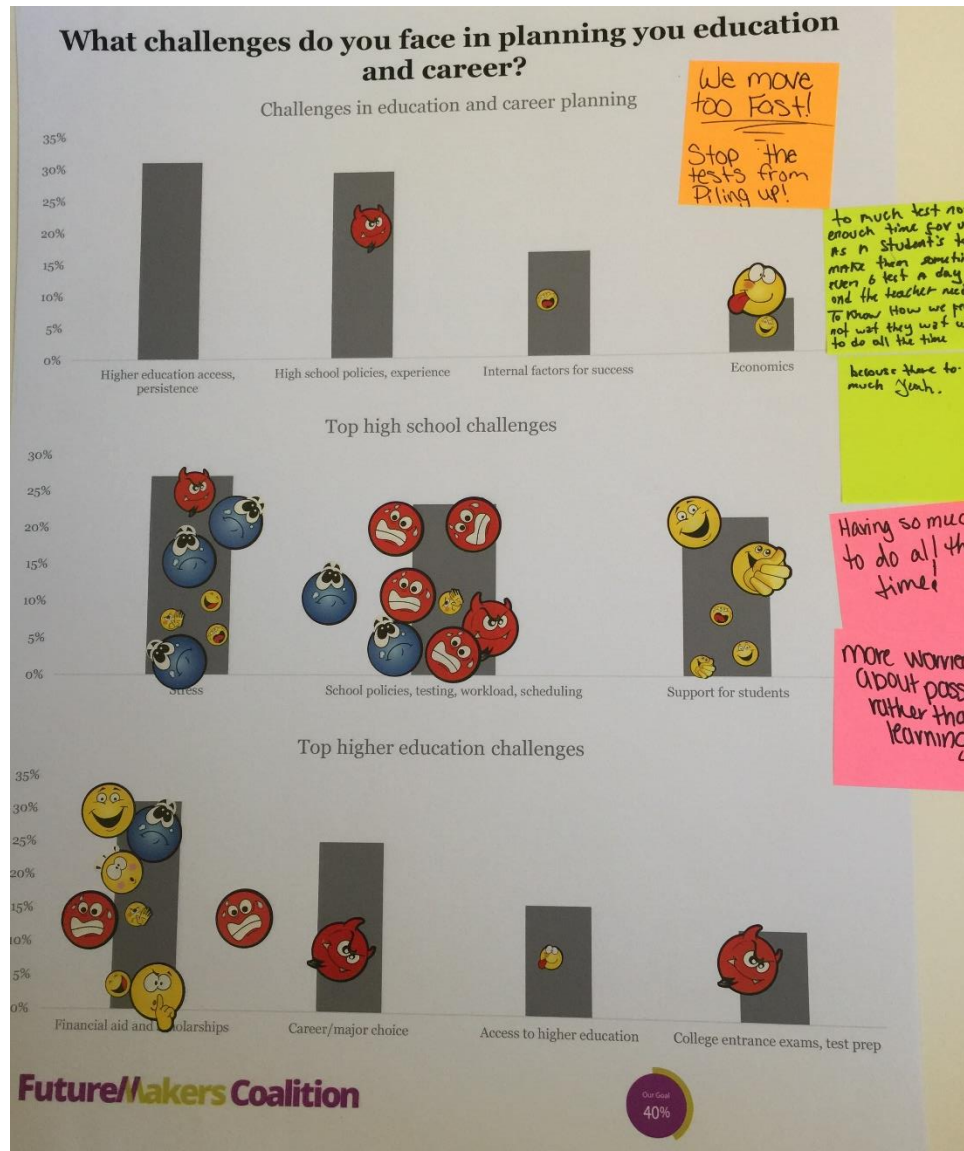 What challenges do you face in planning you education
and career?
Challenges in education and career planning
35%
30%
25%
20%
15%
10%
5%
0%
Higher education access,
persistence
High school policies, experience
Internal factors for success
Economics
We move
too Fast!
Stop the
tests from
Piling up!
to much test
enough time for
As A Student's
make them
even 6 test A day
and the teacher
To Know How we
not wat they wat
to do all the time
because there to
much Yeah.
Top high school challenges
30%
25%
20%
15%
10%
5%
0%
Stress
School policies, testing, workload, scheduling
Support for students
Having so
to do all
time!
more
about
rather
learning
Top higher education challenges
35%
30%
25%
20%
15%
10%
5%
0%
Financial aid and scholarships
Career/major choice
Access to higher education
College entrance exams, test prep
FutureMakers Coalition
Our Goal
40%